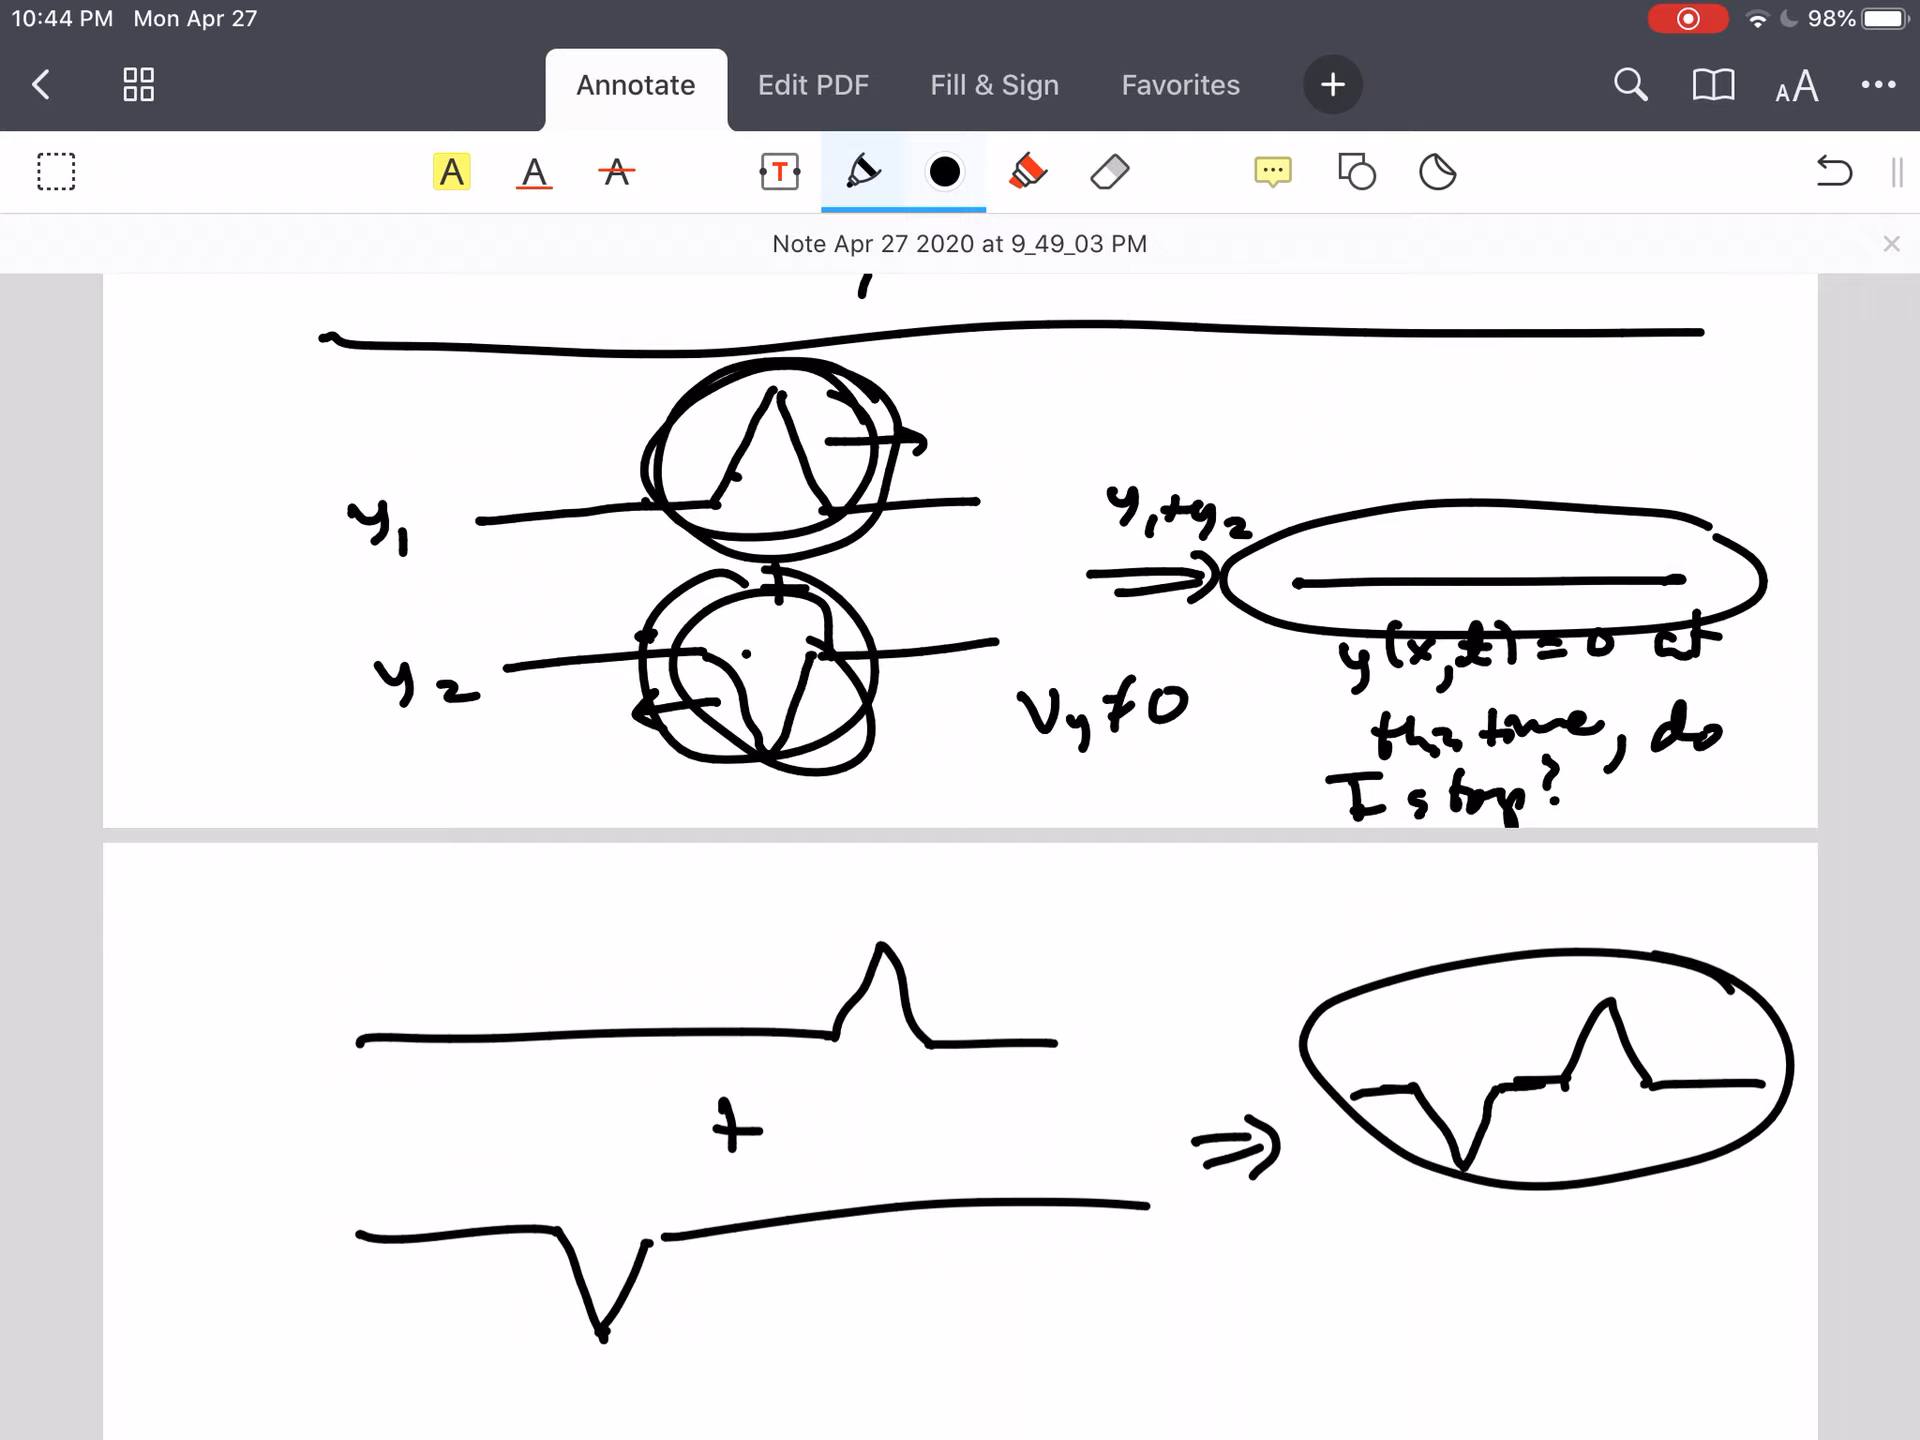 10:44 PM Mon Apr 27 98%
Annotate Edit PDF Fill & Sign Favorites + AA
A A A T
Note Apr 27 2020 at 9_49_03 PM
y₁
y₁+y₂
⇒
+
y₂
y(x,t)=0 at
Vy≠0
this time, do
I stop?
+
⇒